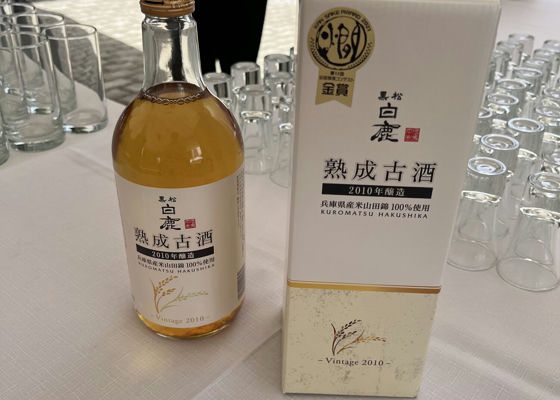 黒松
白鹿
熟成古酒
2010年醸造
兵庫県産米山田錦100%使用
KUROMATSU HAKUSHIKA
Vintage 2010
金賞
黒松
白鹿
熟成古酒
2010年醸造
兵庫県産米山田錦100%使用
KUROMATSU HAKUSHIKA
– Vintage 2010 –